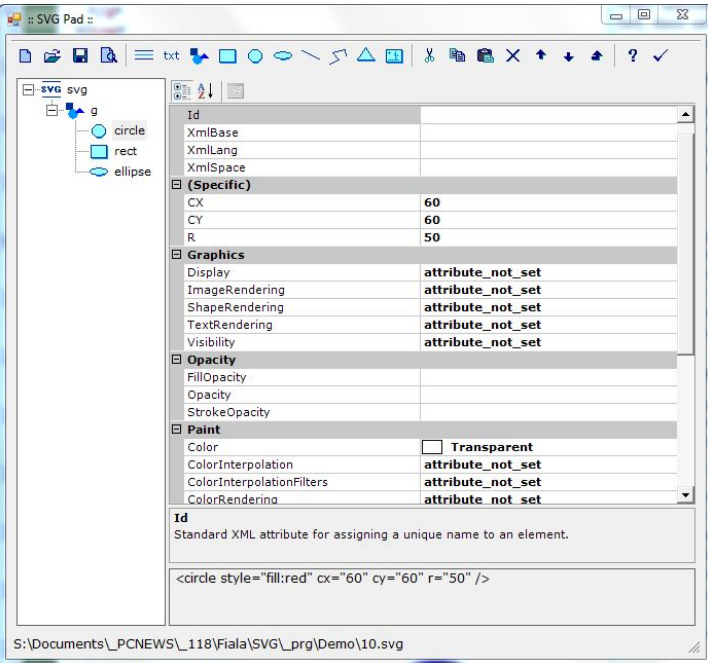 :: SVG Pad ::
txt
?
SVG svg
g
circle
rect
ellipse
A Z
Id
XmlBase
XmlLang
XmlSpace
(Specific)
CX 60
CY 60
R 50
Graphics
Display attribute_not_set
ImageRendering attribute_not_set
ShapeRendering attribute_not_set
TextRendering attribute_not_set
Visibility attribute_not_set
Opacity
FillOpacity
Opacity
StrokeOpacity
Paint
Color Transparent
ColorInterpolation attribute_not_set
ColorInterpolationFilters attribute_not_set
ColorRendering attribute_not_set
Id
Standard XML attribute for assigning a unique name to an element.
<circle style="fill:red" cx="60" cy="60" r="50" />
S:\Documents\_PCNEWS\_118\Fiala\SVG\_prg\Demo\10.svg